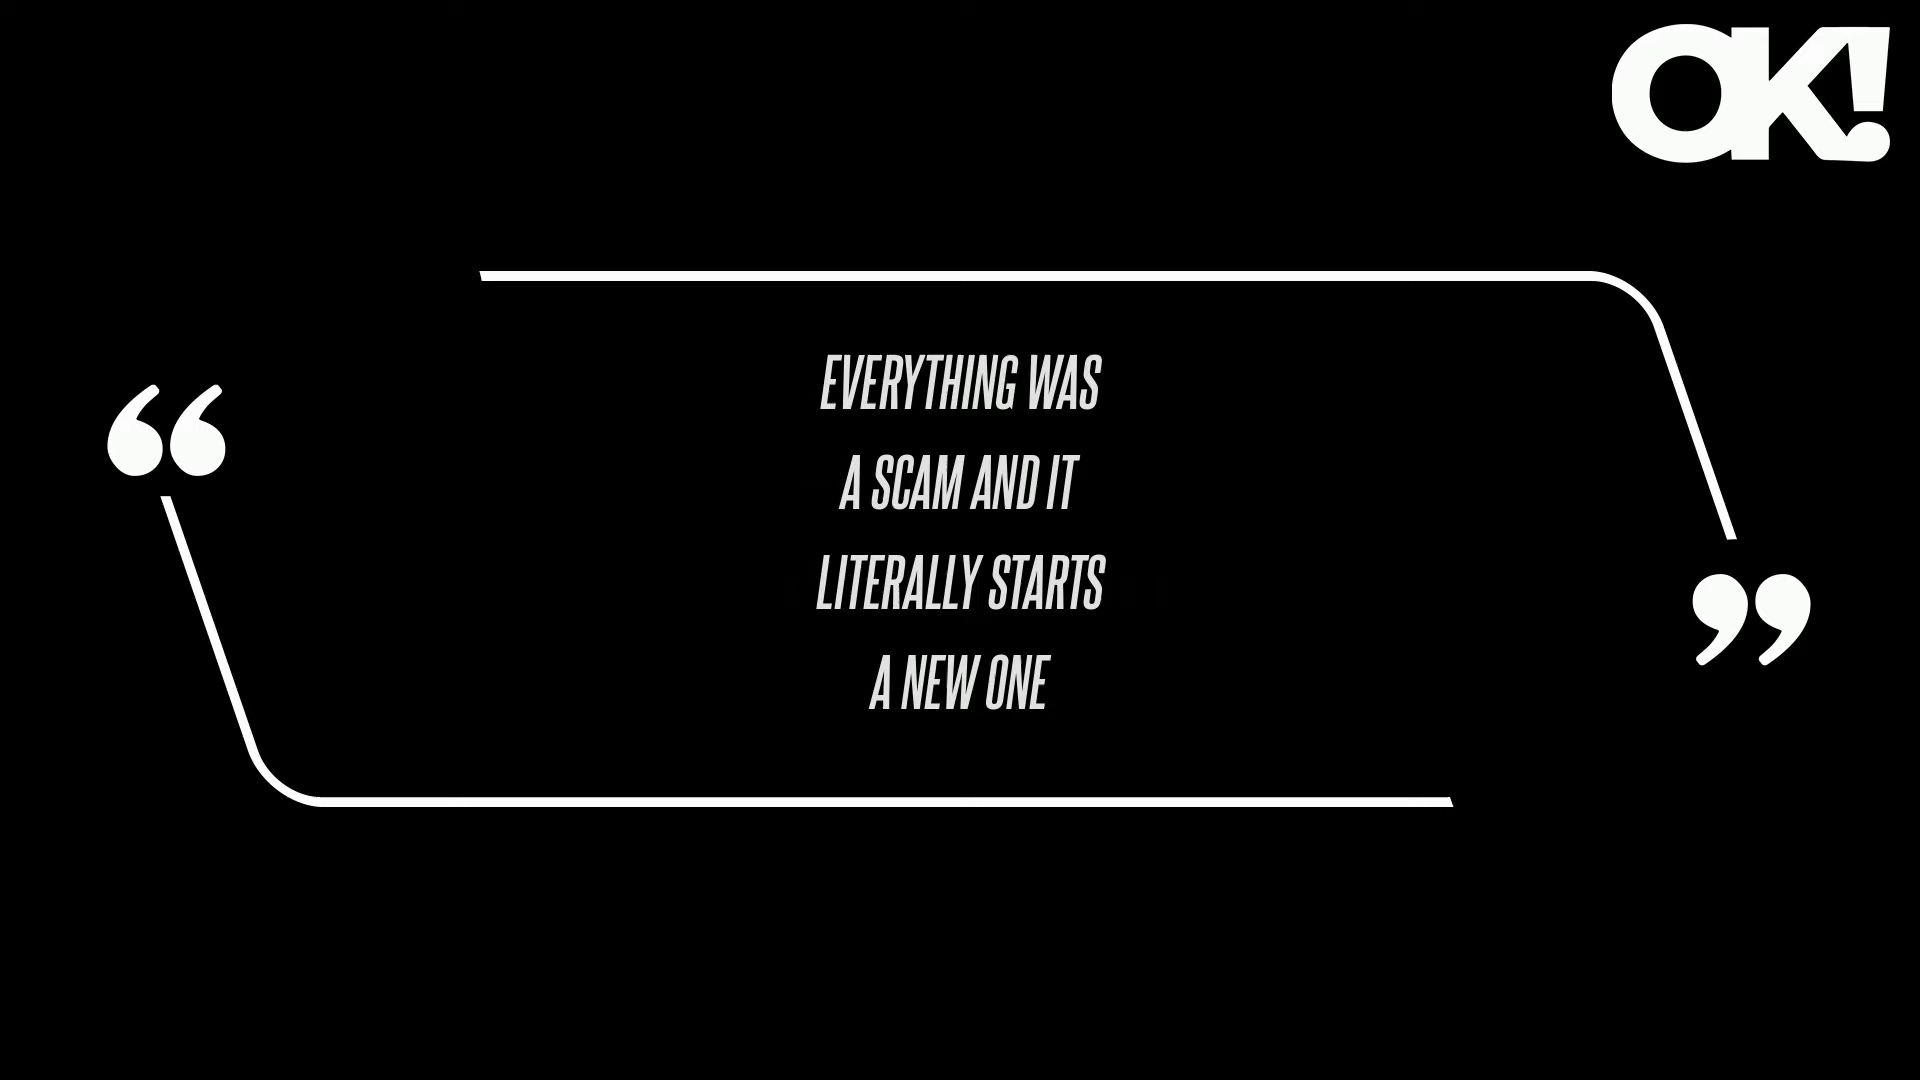 OK!
“
EVERYTHING WAS
A SCAM AND IT
LITERALLY STARTS
A NEW ONE
”